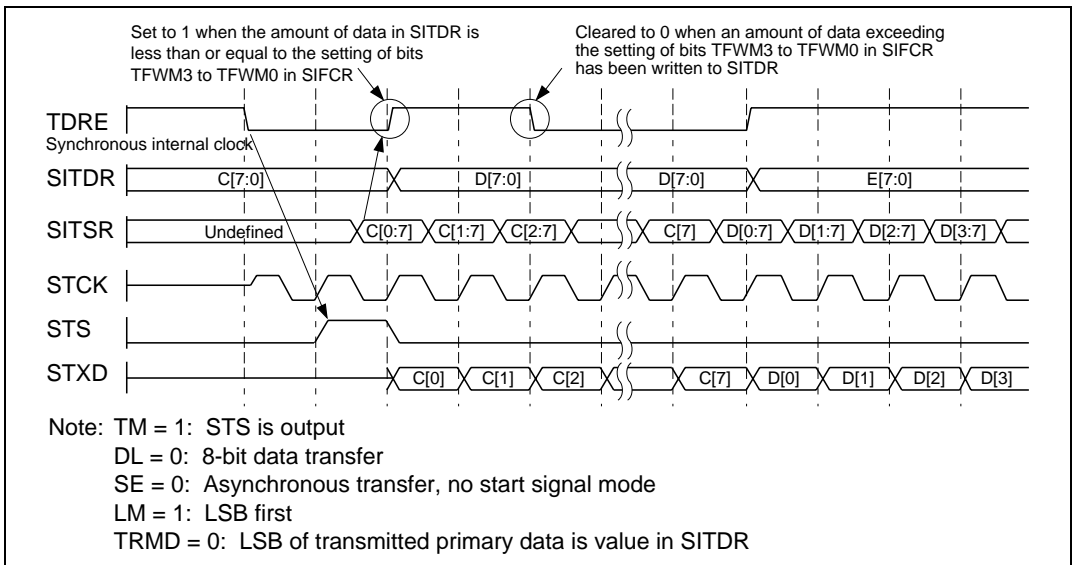 Set to 1 when the amount of data in SITDR is
less than or equal to the setting of bits
TFWM3 to TFWM0 in SIFCR
Cleared to 0 when an amount of data exceeding
the setting of bits TFWM3 to TFWM0 in SIFCR
has been written to SITDR
TDRE
Synchronous internal clock
SITDR C[7:0] D[7:0] D[7:0] E[7:0]
SITSR Undefined C[0:7] C[1:7] C[2:7] C[7] D[0:7] D[1:7] D[2:7] D[3:7]
STCK
STS
STXD C[0] C[1] C[2] C[7] D[0] D[1] D[2] D[3]
Note: TM = 1: STS is output
DL = 0: 8-bit data transfer
SE = 0: Asynchronous transfer, no start signal mode
LM = 1: LSB first
TRMD = 0: LSB of transmitted primary data is value in SITDR